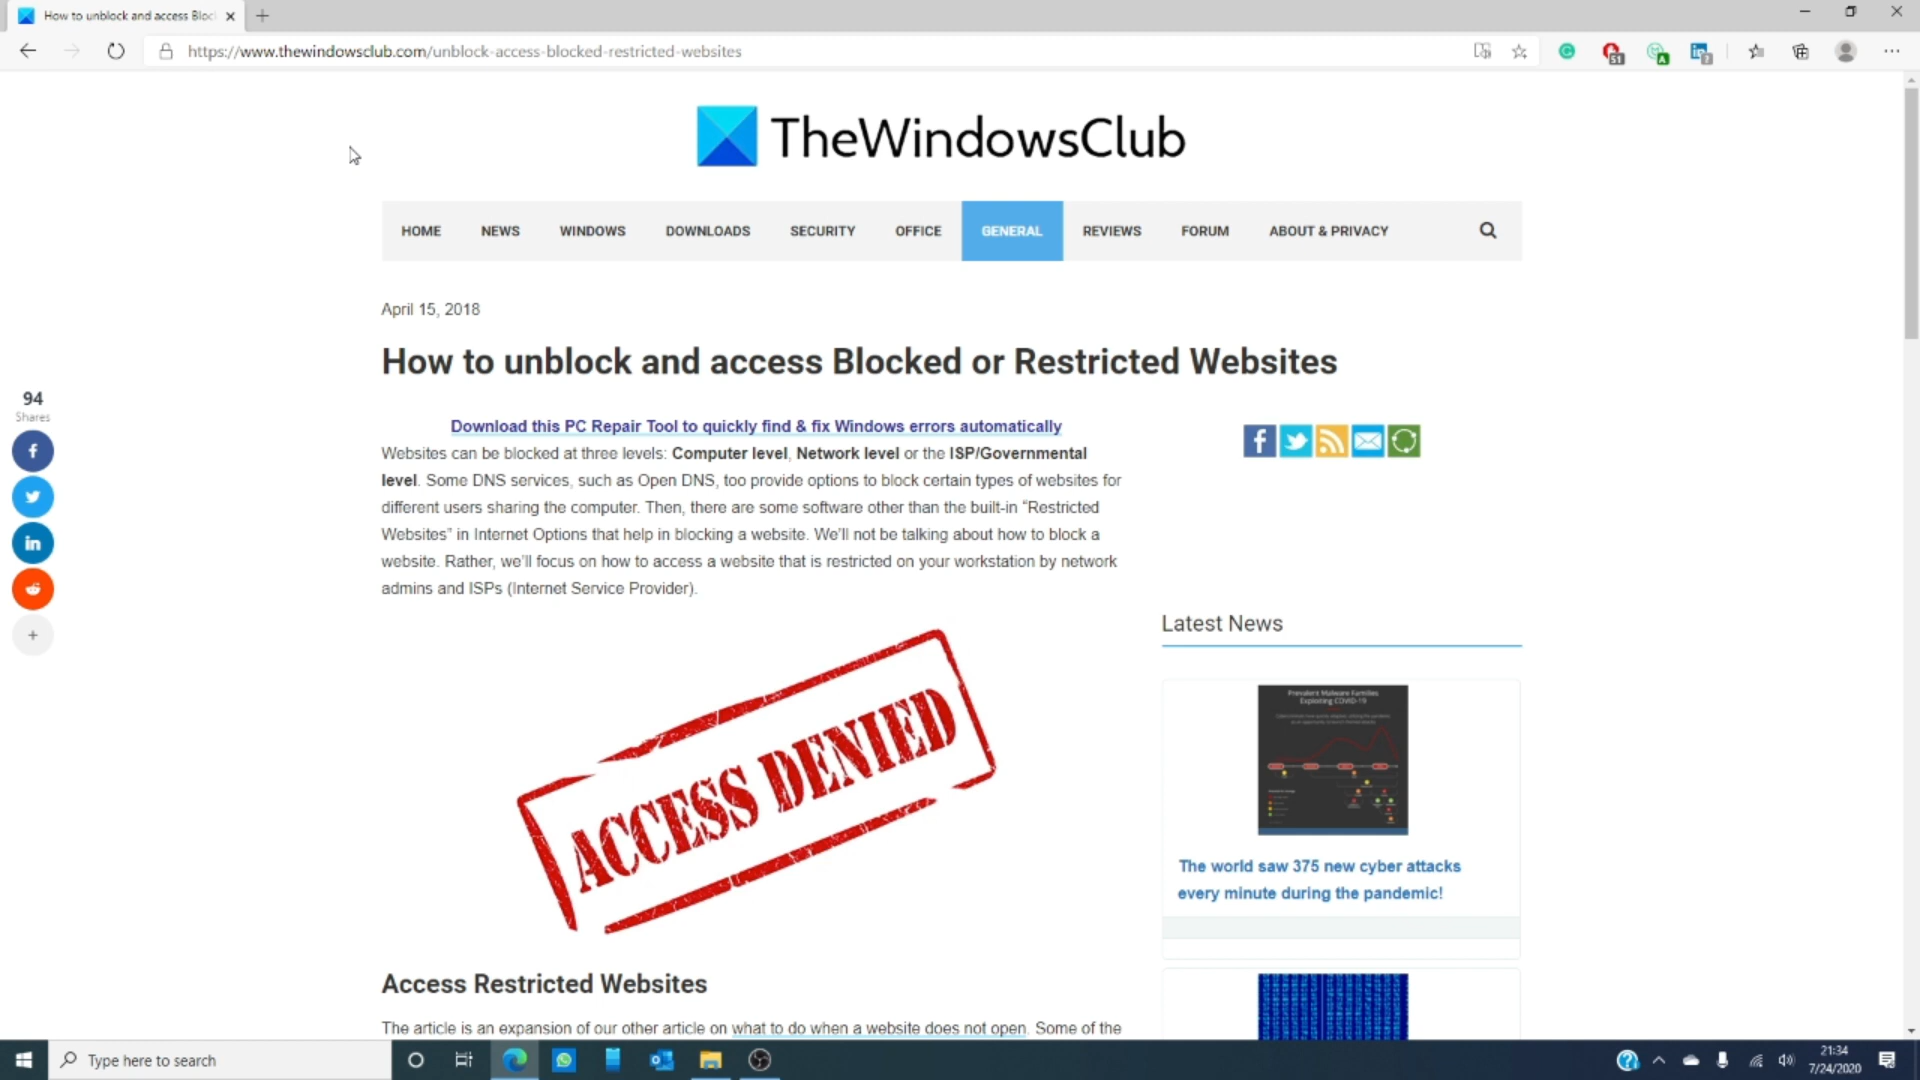 How to unblock and access Bloc
https://www.thewindowsclub.com/unblock-access-blocked-restricted-websites
51
A
?
TheWindowsClub
HOME NEWS WINDOWS DOWNLOADS SECURITY OFFICE GENERAL REVIEWS FORUM ABOUT & PRIVACY
April 15, 2018
How to unblock and access Blocked or Restricted Websites
94
Shares
Download this PC Repair Tool to quickly find & fix Windows errors automatically
Websites can be blocked at three levels: Computer level, Network level or the ISP/Governmental
level. Some DNS services, such as Open DNS, too provide options to block certain types of websites for
different users sharing the computer. Then, there are some software other than the built-in “Restricted
Websites” in Internet Options that help in blocking a website. We’ll not be talking about how to block a
website. Rather, we’ll focus on how to access a website that is restricted on your workstation by network
admins and ISPs (Internet Service Provider).
ACCESS DENIED
Latest News
Prevalent Malware Families
Exploiting COVID-19
The world saw 375 new cyber attacks
every minute during the pandemic!
Access Restricted Websites
The article is an expansion of our other article on what to do when a website does not open. Some of the
Type here to search
21:34
7/24/2020